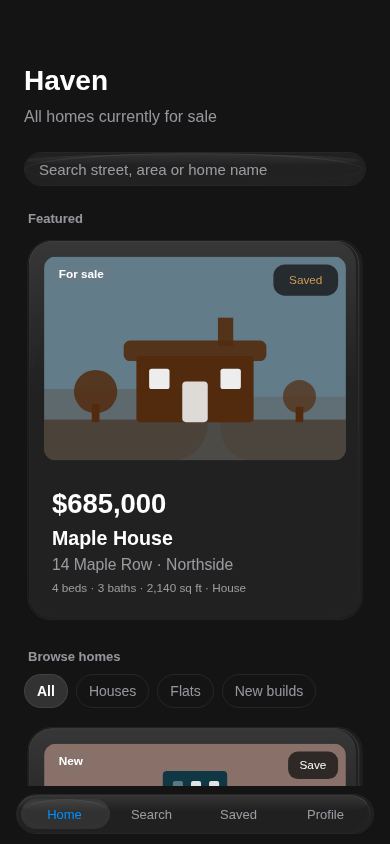 Haven
All homes currently for sale
Search street, area or home name
Featured
For sale
Saved
$685,000
Maple House
14 Maple Row · Northside
4 beds · 3 baths · 2,140 sq ft · House
Browse homes
All
Houses
Flats
New builds
New
Save
Home
Search
Saved
Profile